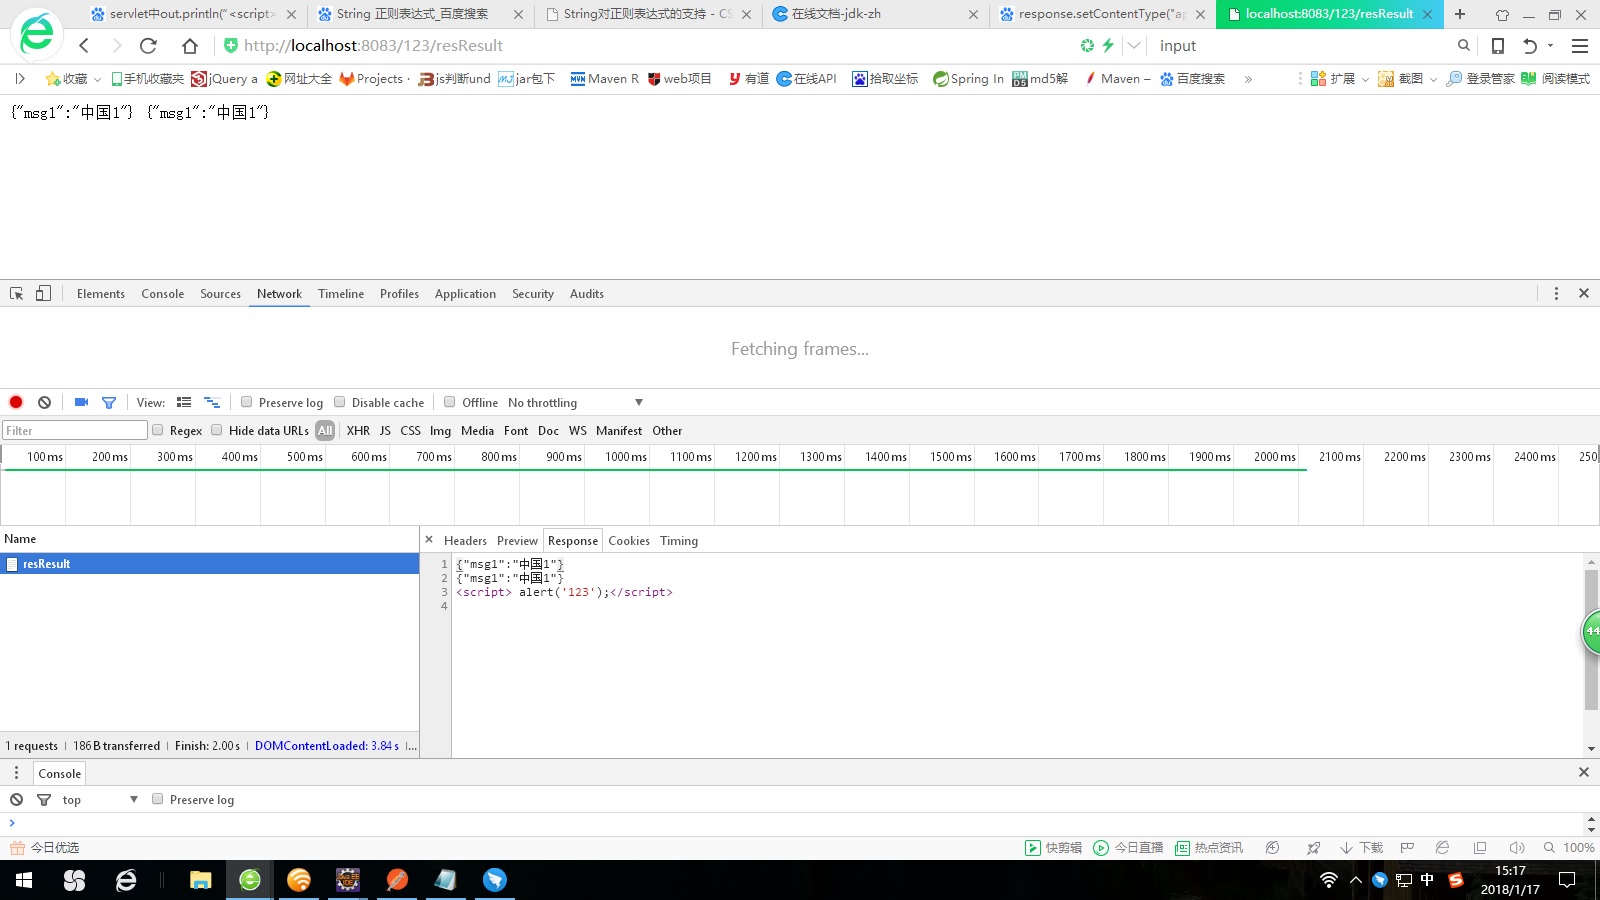 servlet中out.println("<script>
String 正则表达式_百度搜索
String对正则表达式的支持 - CS
在线文档-jdk-zh
response.setContentType("ap
localhost:8083/123/resResult
http://localhost:8083/123/resResult
input
收藏
手机收藏夹
jQuery a
网址大全
Projects ·
js判断und
jar包下
Maven R
web项目
有道
在线API
拾取坐标
Spring In
md5解
Maven –
百度搜索
»
扩展
截图
登录管家
阅读模式
{"msg1":"中国1"} {"msg1":"中国1"}
Elements Console Sources Network Timeline Profiles Application Security Audits
Fetching frames...
View: Preserve log Disable cache Offline No throttling
Filter Regex Hide data URLs All XHR JS CSS Img Media Font Doc WS Manifest Other
100 ms 200 ms 300 ms 400 ms 500 ms 600 ms 700 ms 800 ms 900 ms 1000 ms 1100 ms 1200 ms 1300 ms 1400 ms 1500 ms 1600 ms 1700 ms 1800 ms 1900 ms 2000 ms 2100 ms 2200 ms 2300 ms 2400 ms 250
Name
× Headers Preview Response Cookies Timing
resResult
1 {"msg1":"中国1"}
2 {"msg1":"中国1"}
3 <script> alert('123');</script>
4
44
1 requests | 186 B transferred | Finish: 2.00 s | DOMContentLoaded: 3.84 s | ...
Console
top Preserve log
>
今日优选
快剪辑
今日直播
热点资讯
下载
100%
中
15:17
2018/1/17